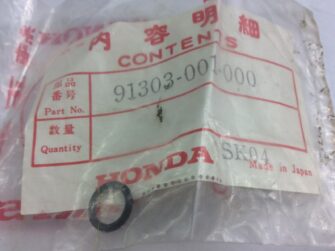 内容明細
CONTENTS
部品番号 91303-001-000
Part No.
数量
Quantity
HONDA SK04
Made in Japan